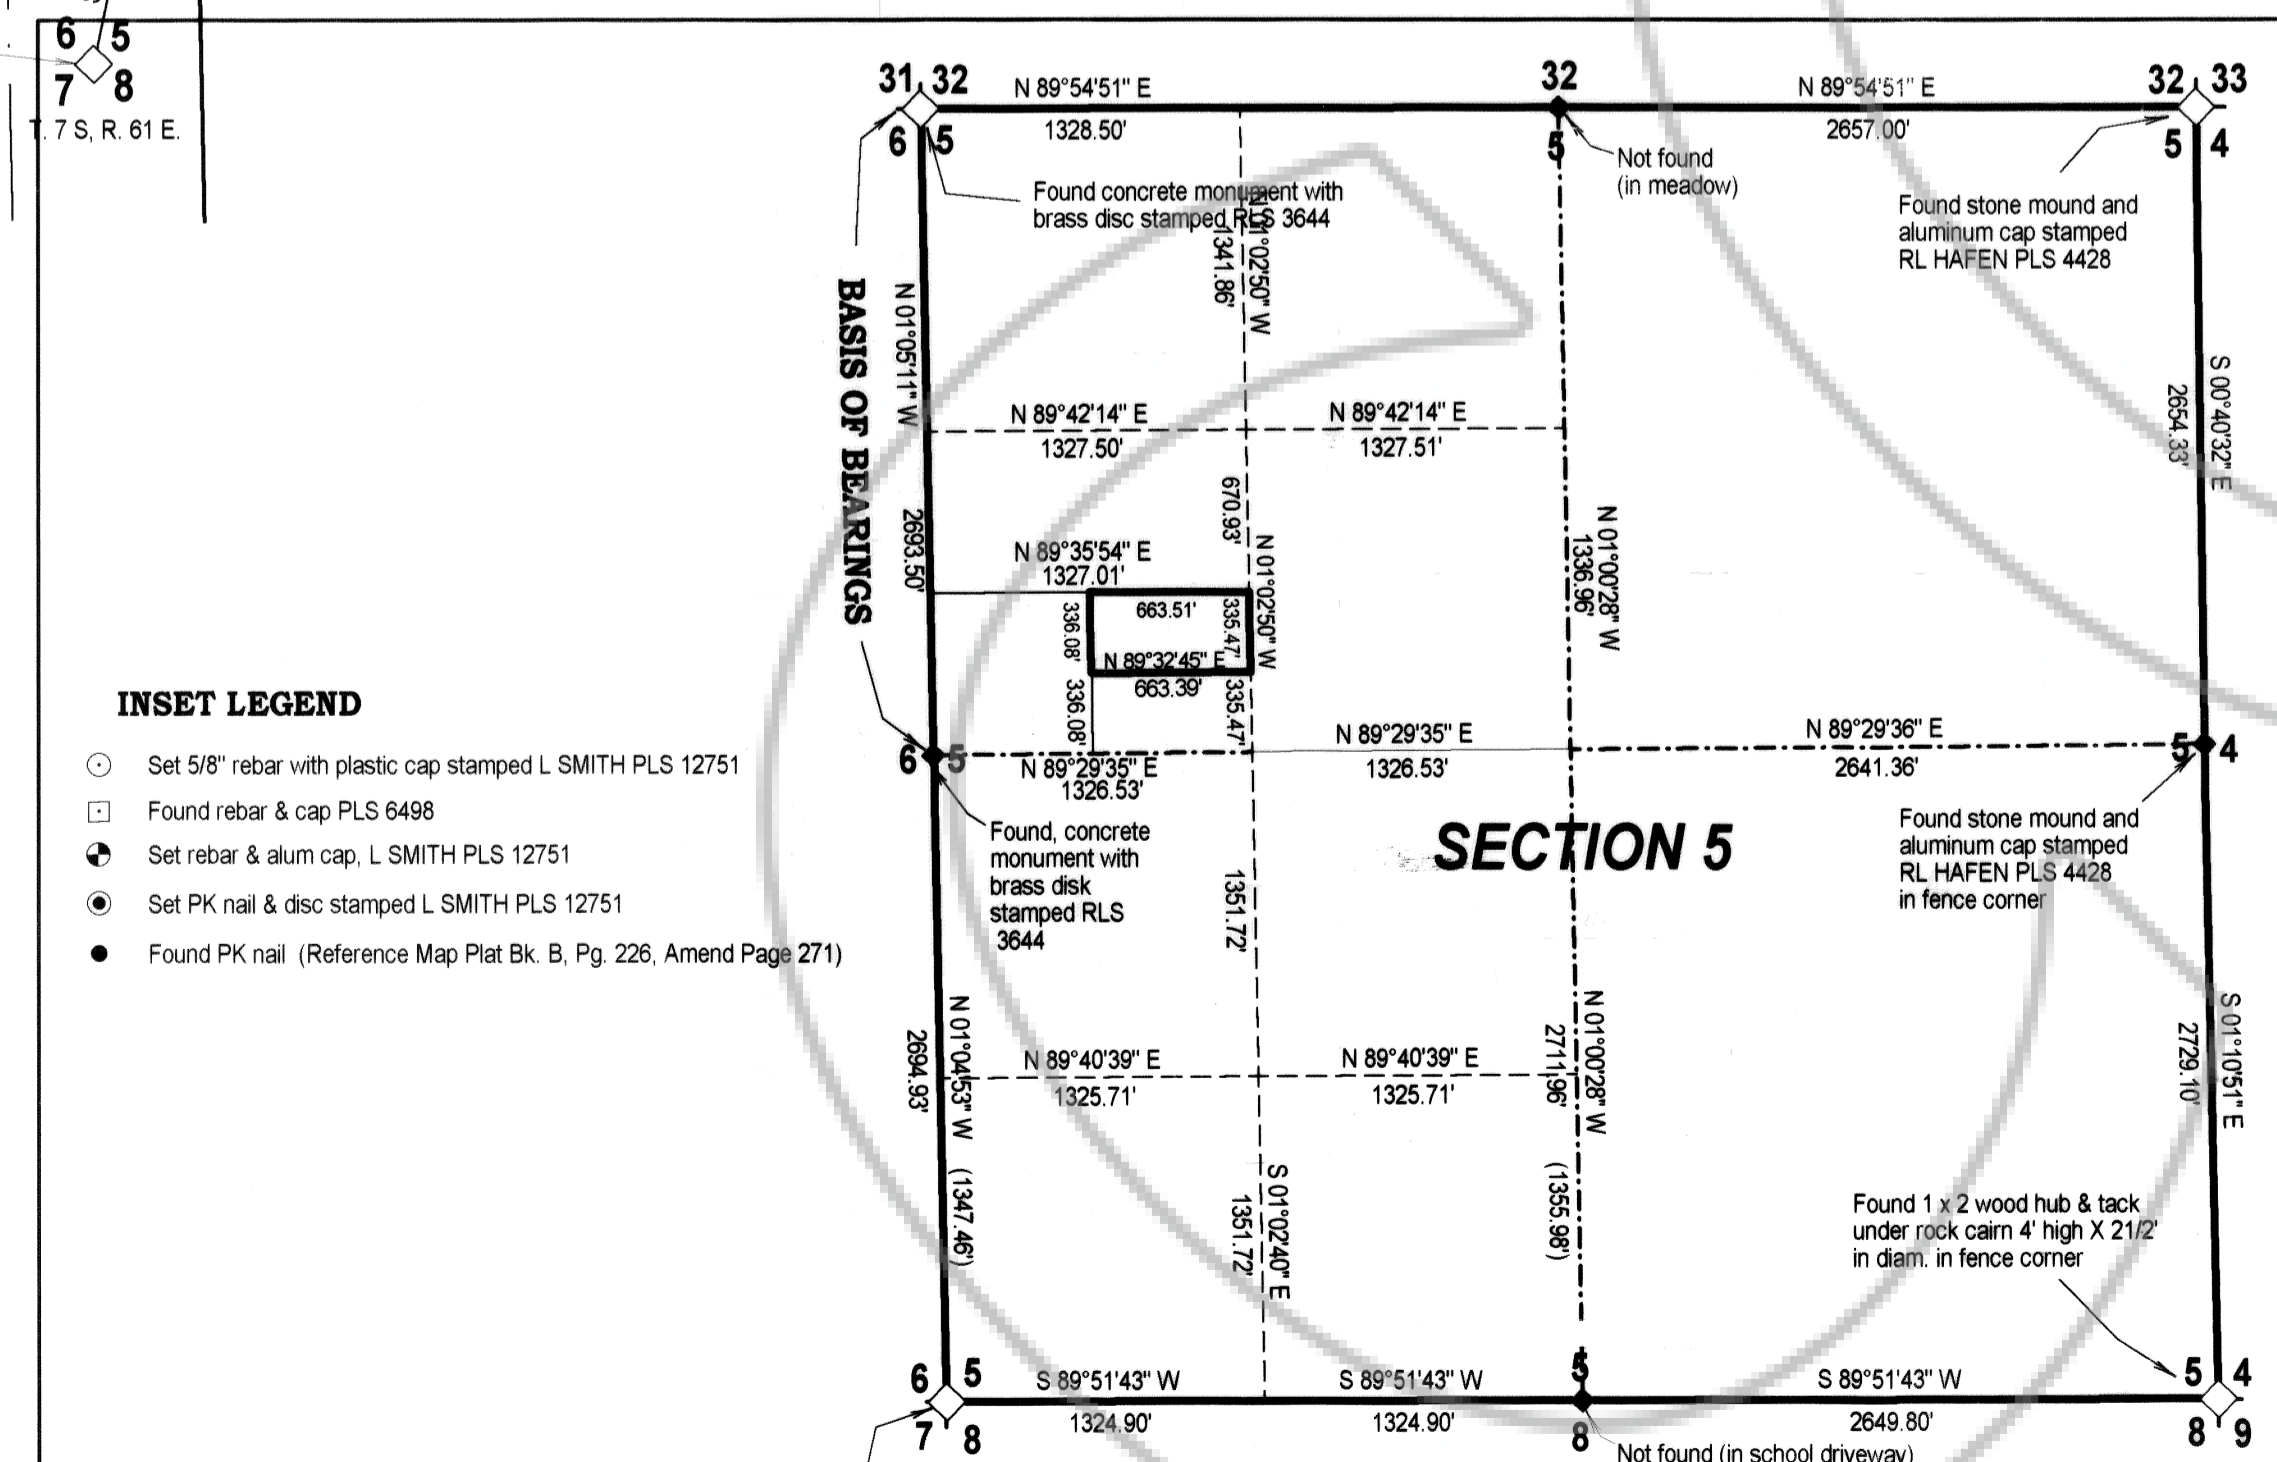 6 5
7 8
T. 7 S, R. 61 E.
31 32
6 5
N 89°54'51" E
1328.50'
32
5
N 89°54'51" E
2657.00'
32 33
5 4
Not found
(in meadow)
Found concrete monument with
brass disc stamped RLS 3644
Found stone mound and
aluminum cap stamped
RL HAFEN PLS 4428
BASIS OF BEARINGS
N 01°05'11" W
2693.50'
N 01°02'50" W
1341.86'
S 00°40'32" E
2654.33'
N 89°42'14" E
1327.50'
N 89°42'14" E
1327.51'
670.93'
N 01°02'50" W
N 01°00'28" W
1336.96'
N 89°35'54" E
1327.01'
663.51'
336.08'
335.47'
N 89°32'45" E
663.39'
336.08'
335.47'
6 5
N 89°29'35" E
1326.53'
N 89°29'35" E
1326.53'
N 89°29'36" E
2641.36'
5 4
INSET LEGEND
Set 5/8" rebar with plastic cap stamped L SMITH PLS 12751
Found rebar & cap PLS 6498
Set rebar & alum cap, L SMITH PLS 12751
Set PK nail & disc stamped L SMITH PLS 12751
Found PK nail (Reference Map Plat Bk. B, Pg. 226, Amend Page 271)
Found, concrete
monument with
brass disk
stamped RLS
3644
SECTION 5
Found stone mound and
aluminum cap stamped
RL HAFEN PLS 4428
in fence corner
1351.72'
N 01°04'53" W (1347.46')
2694.93'
N 89°40'39" E
1325.71'
N 89°40'39" E
1325.71'
N 01°00'28" W
2711.96' (1355.98')
S 01°10'51" E
2729.10'
S 01°02'40" E
1351.72'
Found 1 x 2 wood hub & tack
under rock cairn 4' high X 21/2'
in diam. in fence corner
6 5
7 8
S 89°51'43" W
1324.90'
S 89°51'43" W
1324.90'
5
8
S 89°51'43" W
2649.80'
5 4
8 9
Not found (in school driveway)